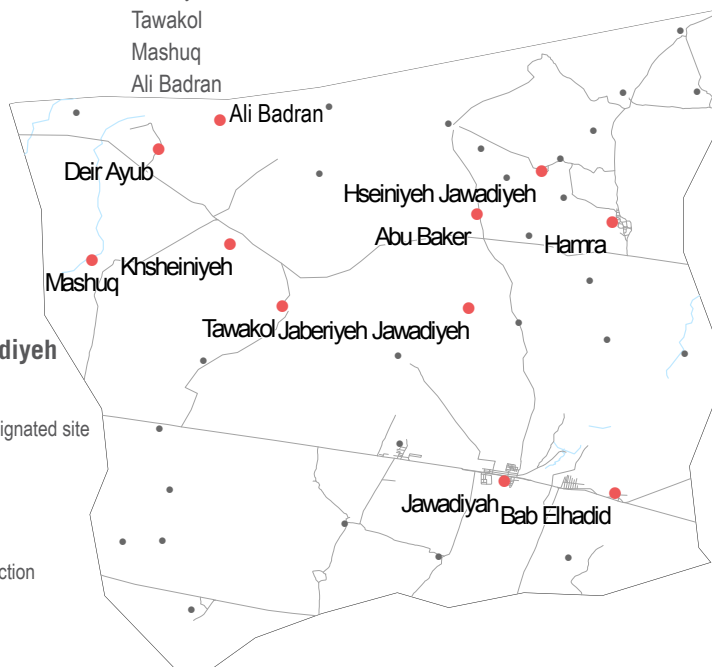 Tawakol
Mashuq
Ali Badran
Ali Badran
Deir Ayub
Hseiniyeh Jawadiyeh
Abu Baker
Hamra
Khsheiniyeh
Mashuq
Tawakol
Jaberiyeh Jawadiyeh
diyeh
ignated site
Jawadiyah
Bab Elhadid
ction